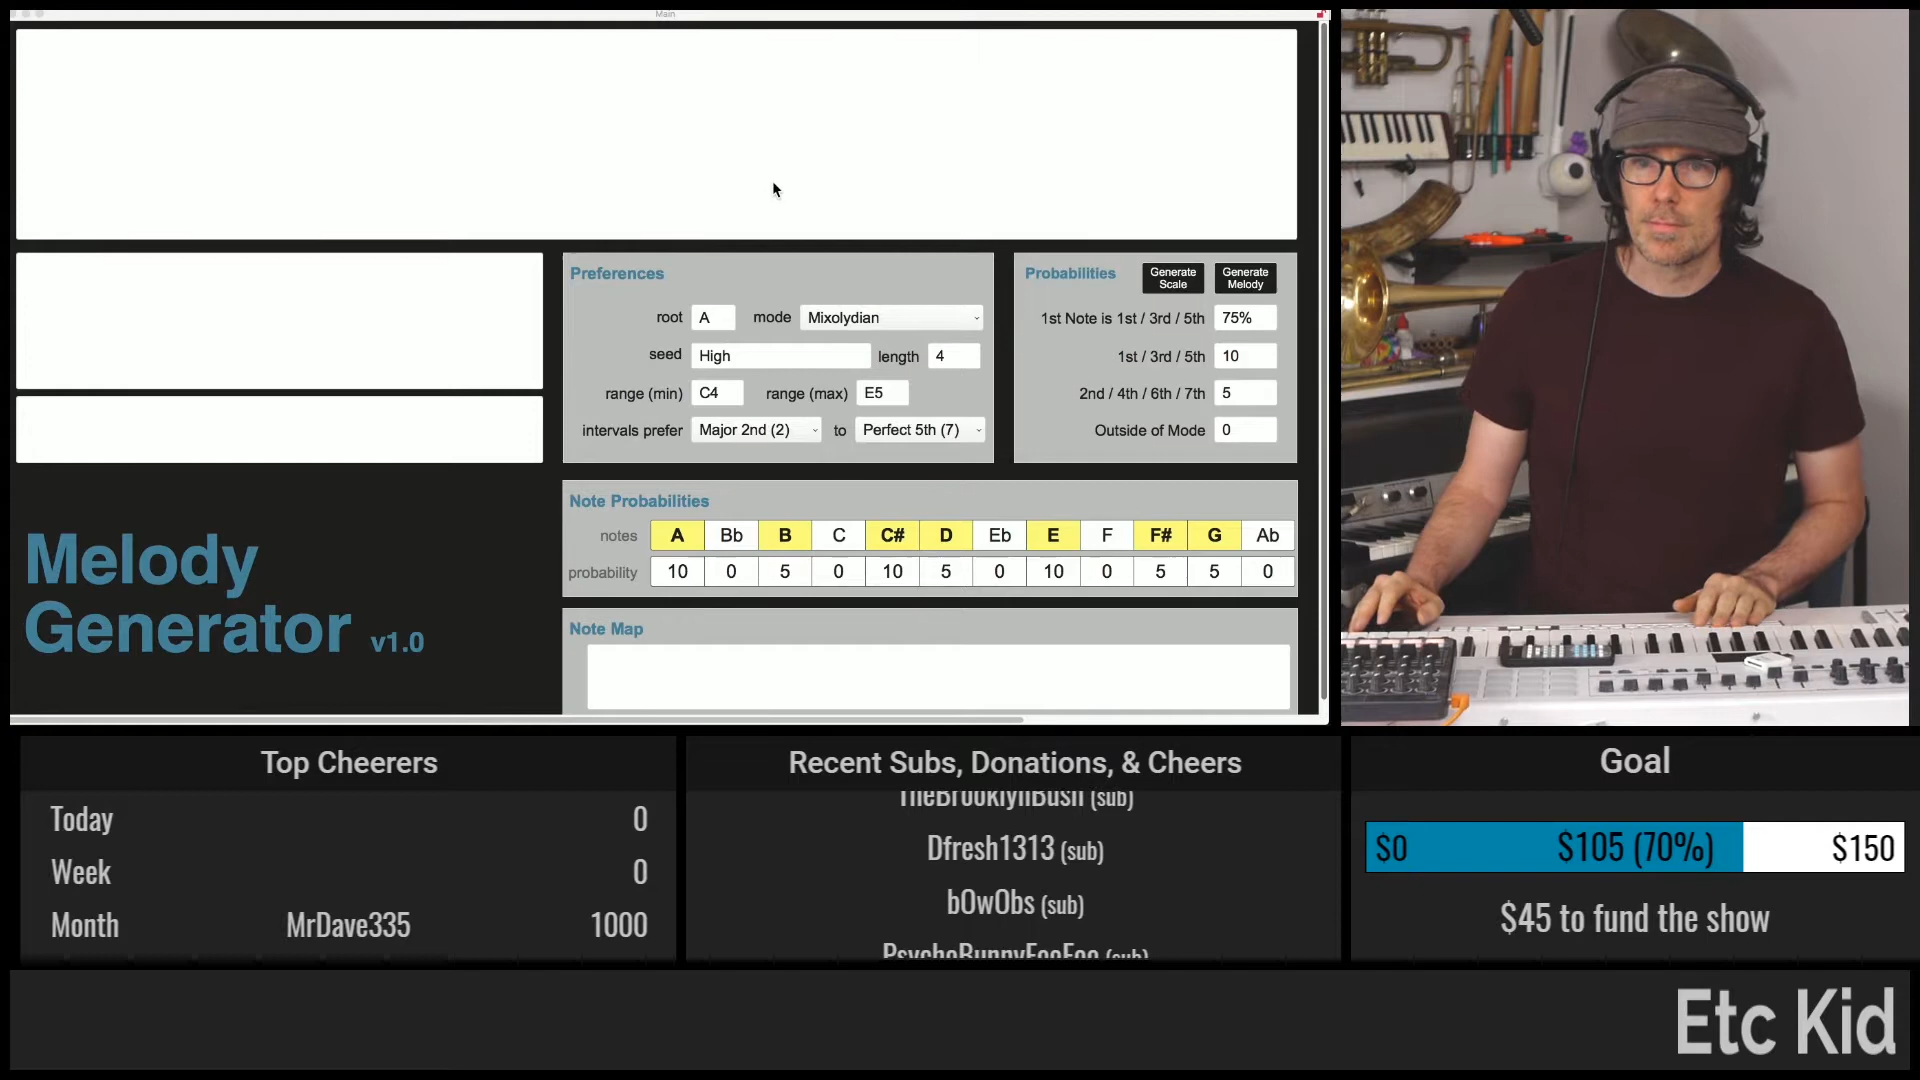 Main
Preferences
root A mode Mixolydian
seed High length 4
range (min) C4 range (max) E5
intervals prefer Major 2nd (2) to Perfect 5th (7)
Probabilities Generate Scale Generate Melody
1st Note is 1st / 3rd / 5th 75%
1st / 3rd / 5th 10
2nd / 4th / 6th / 7th 5
Outside of Mode 0
Note Probabilities
notes A Bb B C C# D Eb E F F# G Ab
probability 10 0 5 0 10 5 0 10 0 5 5 0
Note Map
Melody
Generator v1.0
Top Cheerers
Today 0
Week 0
Month MrDave335 1000
Recent Subs, Donations, & Cheers
TheBrooklynBush (sub)
Dfresh1313 (sub)
b0w0bs (sub)
PsychoBunnyFooFoo (sub)
Goal
$0 $105 (70%) $150
$45 to fund the show
Etc Kid